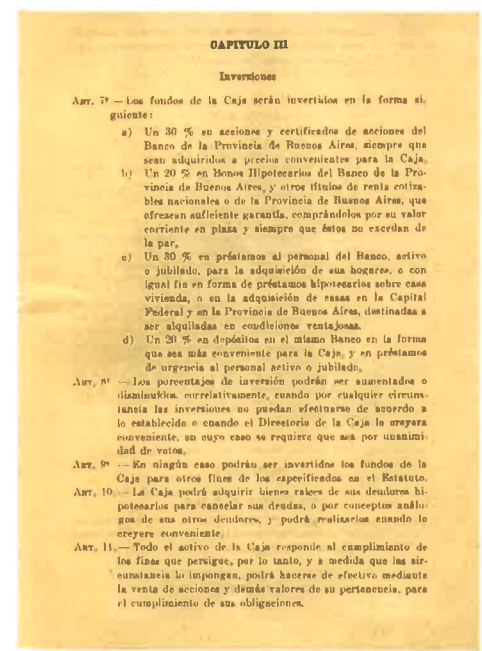 CAPITULO III
Inversiones
ART. 7º — Los fondos de la Caja serán invertidos en la forma si-
guiente:
a) Un 30 % en acciones y certificados de acciones del
Banco de la Provincia de Buenos Aires, siempre que
sean adquiridos a precios convenientes para la Caja.
b) Un 20 % en Bonos Hipotecarios del Banco de la Pro-
vincia de Buenos Aires, y otros títulos de renta cotiza-
bles nacionales o de la Provincia de Buenos Aires, que
ofrezcan suficiente garantía, comprándolos por su valor
corriente en plaza y siempre que éstos no excedan de
la par.
c) Un 30 % en préstamos al personal del Banco, activo
o jubilado, para la adquisición de sus hogares, o con
igual fin en forma de préstamos hipotecarios sobre casa
vivienda, o en la adquisición de casas en la Capital
Federal y en la Provincia de Buenos Aires, destinadas a
ser alquiladas en condiciones ventajosas.
d) Un 20 % en depósitos en el mismo Banco en la forma
que sea más conveniente para la Caja, y en préstamos
de urgencia al personal activo o jubilado.
ART. 8º — Los porcentajes de inversión podrán ser aumentados o
disminuídos, correlativamente, cuando por cualquier circuns-
tancia las inversiones no puedan efectuarse de acuerdo a
lo establecido o cuando el Directorio de la Caja lo creyera
conveniente, en cuyo caso se requiere que sea por unanimi-
dad de votos.
ART. 9º — En ningún caso podrán ser invertidos los fondos de la
Caja para otros fines de los especificados en el Estatuto.
ART. 10. — La Caja podrá adquirir bienes raíces de sus deudores hi-
potecarios para cancelar sus deudas, o por conceptos análo-
gos de sus otros deudores, y podrá realizarlos cuando lo
creyere conveniente.
ART. 11. — Todo el activo de la Caja responde al cumplimiento de
los fines que persigue, por lo tanto, y a medida que las cir-
cunstancia lo impongan, podrá hacerse de efectivo mediante
la venta de acciones y demás valores de su pertenencia, para
el cumplimiento de sus obligaciones.